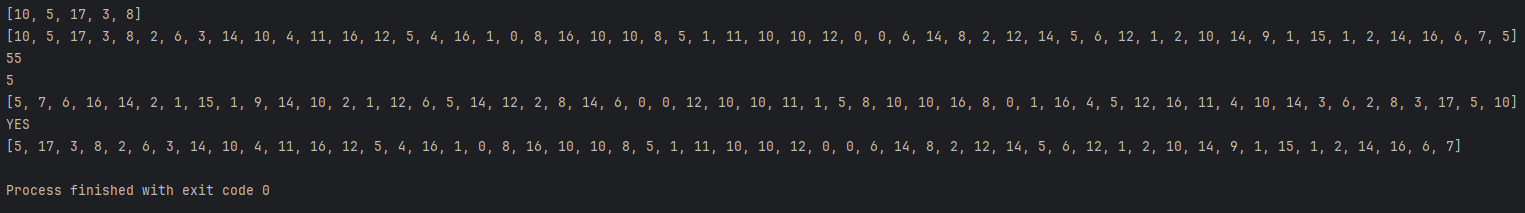 [10, 5, 17, 3, 8]
[10, 5, 17, 3, 8, 2, 6, 3, 14, 10, 4, 11, 16, 12, 5, 4, 16, 1, 0, 8, 16, 10, 10, 8, 5, 1, 11, 10, 10, 12, 0, 0, 6, 14, 8, 2, 12, 14, 5, 6, 12, 1, 2, 10, 14, 9, 1, 15, 1, 2, 14, 16, 6, 7, 5]
55
5
[5, 7, 6, 16, 14, 2, 1, 15, 1, 9, 14, 10, 2, 1, 12, 6, 5, 14, 12, 2, 8, 14, 6, 0, 0, 12, 10, 10, 11, 1, 5, 8, 10, 10, 16, 8, 0, 1, 16, 4, 5, 12, 16, 11, 4, 10, 14, 3, 6, 2, 8, 3, 17, 5, 10]
YES
[5, 17, 3, 8, 2, 6, 3, 14, 10, 4, 11, 16, 12, 5, 4, 16, 1, 0, 8, 16, 10, 10, 8, 5, 1, 11, 10, 10, 12, 0, 0, 6, 14, 8, 2, 12, 14, 5, 6, 12, 1, 2, 10, 14, 9, 1, 15, 1, 2, 14, 16, 6, 7]
Process finished with exit code 0